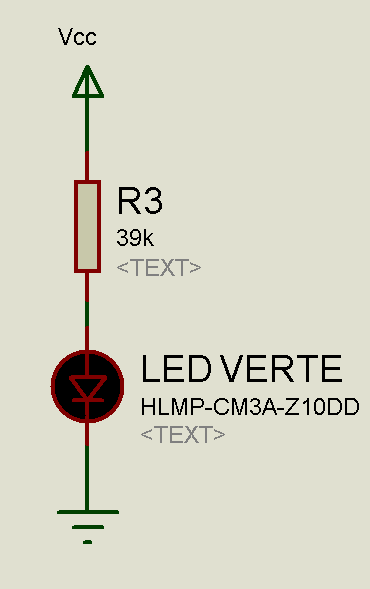 Vcc
R3
39k
<TEXT>
LED VERTE
HLMP-CM3A-Z10DD
<TEXT>